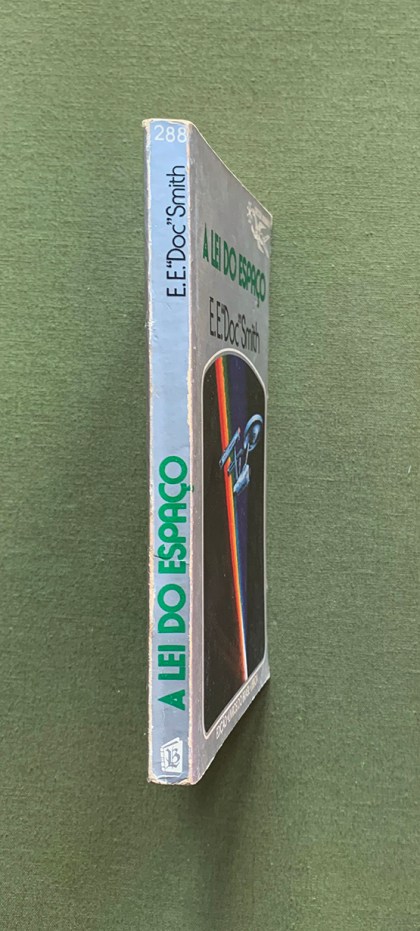 288
E.E."Doc"Smith
A LEI DO ESPAÇO
A LEI DO ESPAÇO
E.E."Doc"Smith